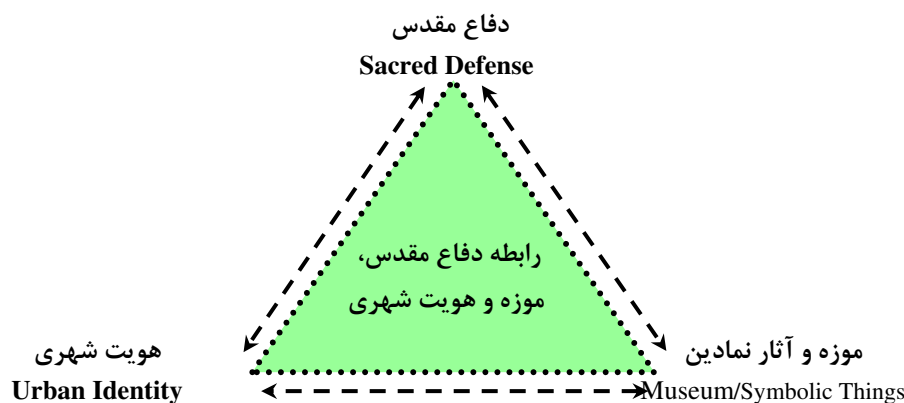 دفاع مقدس
Sacred Defense
رابطه دفاع مقدس،
موزه و هویت شهری
هویت شهری
Urban Identity
موزه و آثار نمادین
Museum/Symbolic Things